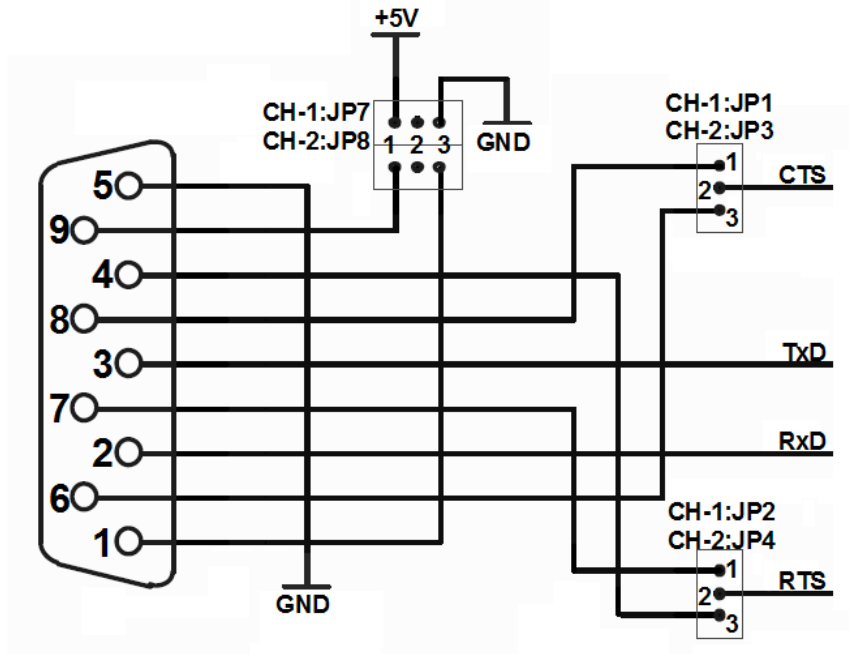 +5V
CH-1:JP7
CH-2:JP8
1 2 3
GND
CH-1:JP1
CH-2:JP3
1
2
3
CTS
5
9
4
8
3
7
2
6
1
TxD
RxD
CH-1:JP2
CH-2:JP4
1
2
3
RTS
GND